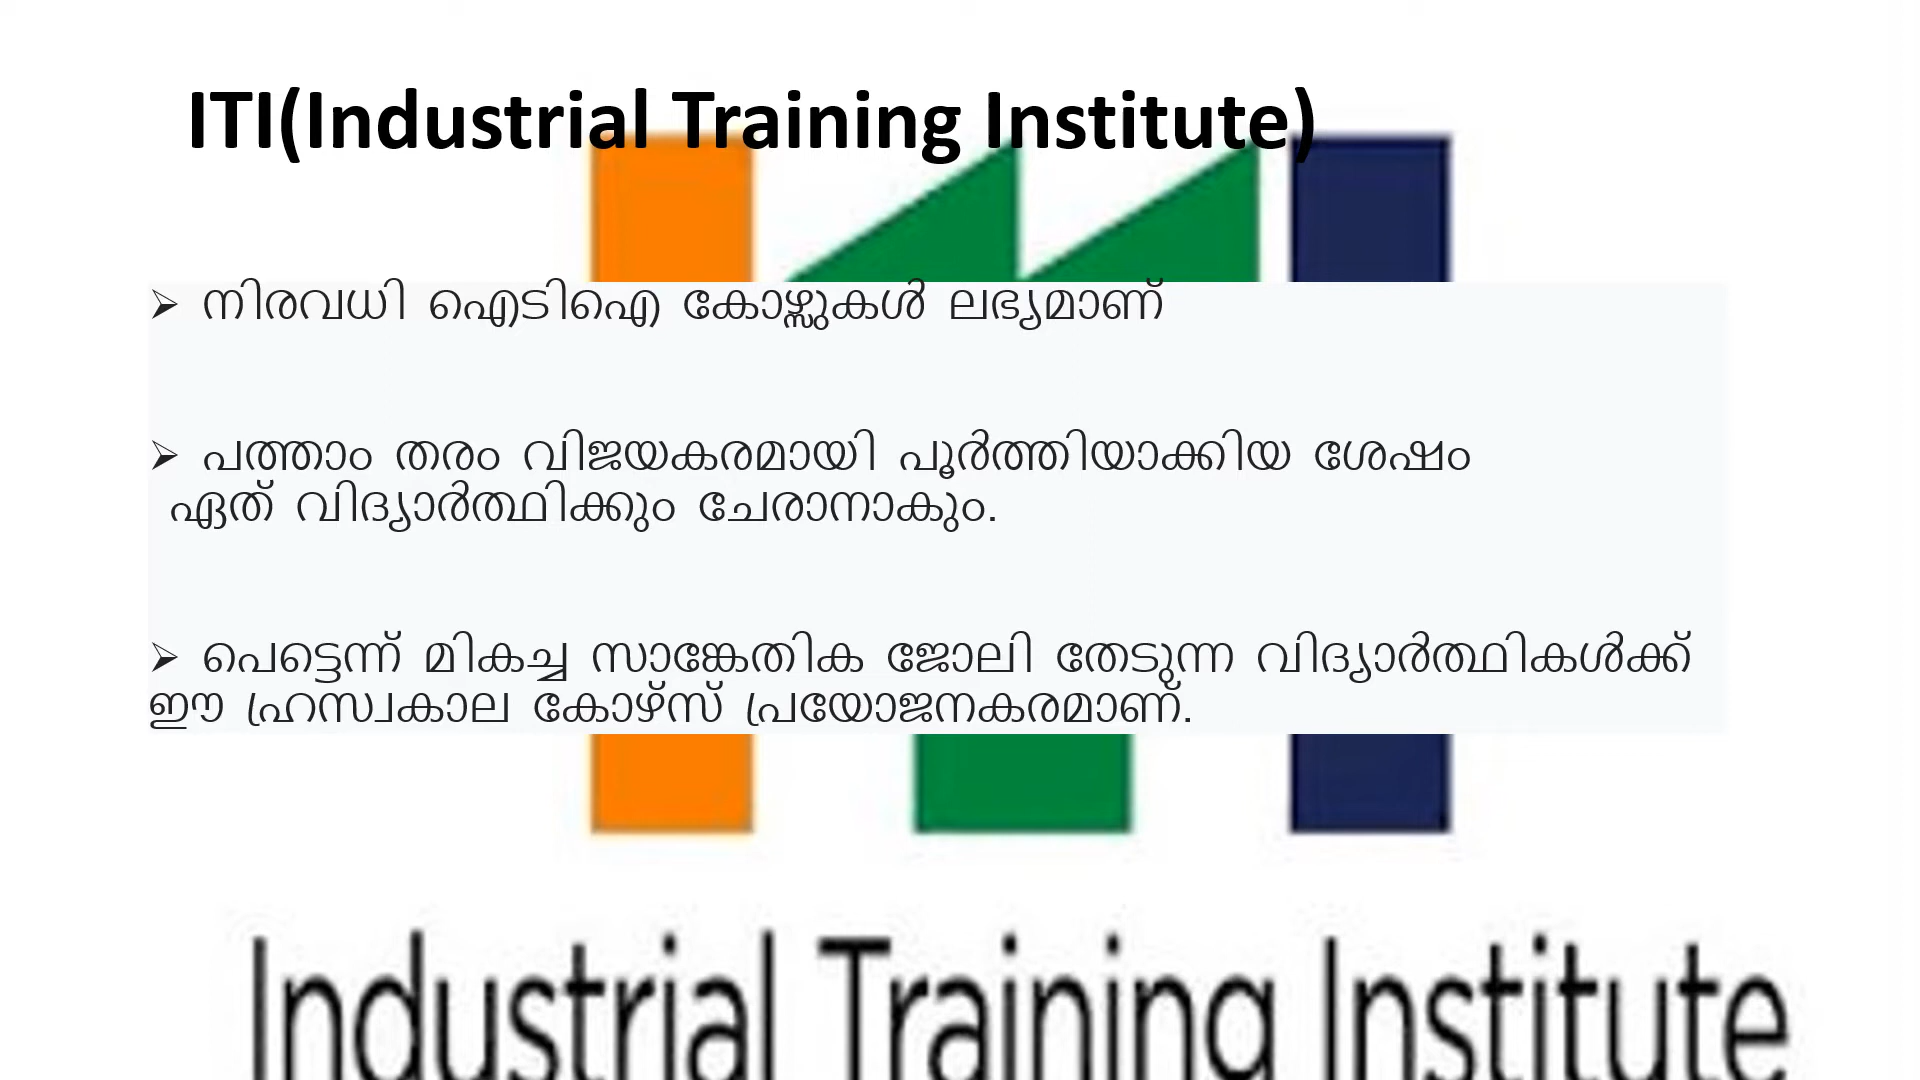 ITI(Industrial Training Institute)
➢ നിരവധി ഐടിഐ കോഴ്സുകൾ ലഭ്യമാണ്
➢ പത്താം തരം വിജയകരമായി പൂർത്തിയാക്കിയ ശേഷം
ഏത് വിദ്യാർത്ഥിക്കും ചേരാനാകും.
➢ പെട്ടെന്ന് മികച്ച സാങ്കേതിക ജോലി തേടുന്ന വിദ്യാർത്ഥികൾക്ക്
ഈ ഹ്രസ്വകാല കോഴ്സ് പ്രയോജനകരമാണ്.
Industrial Training Institute